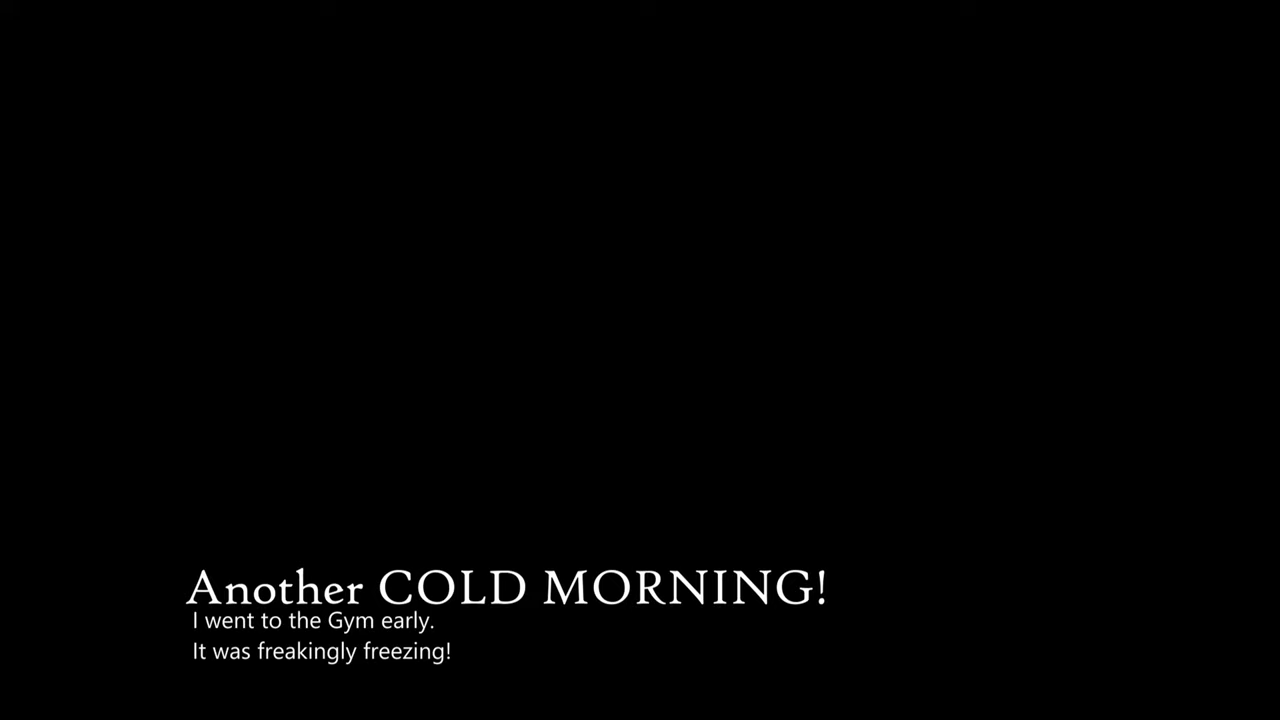 Another COLD MORNING!
I went to the Gym early.
It was freakingly freezing!